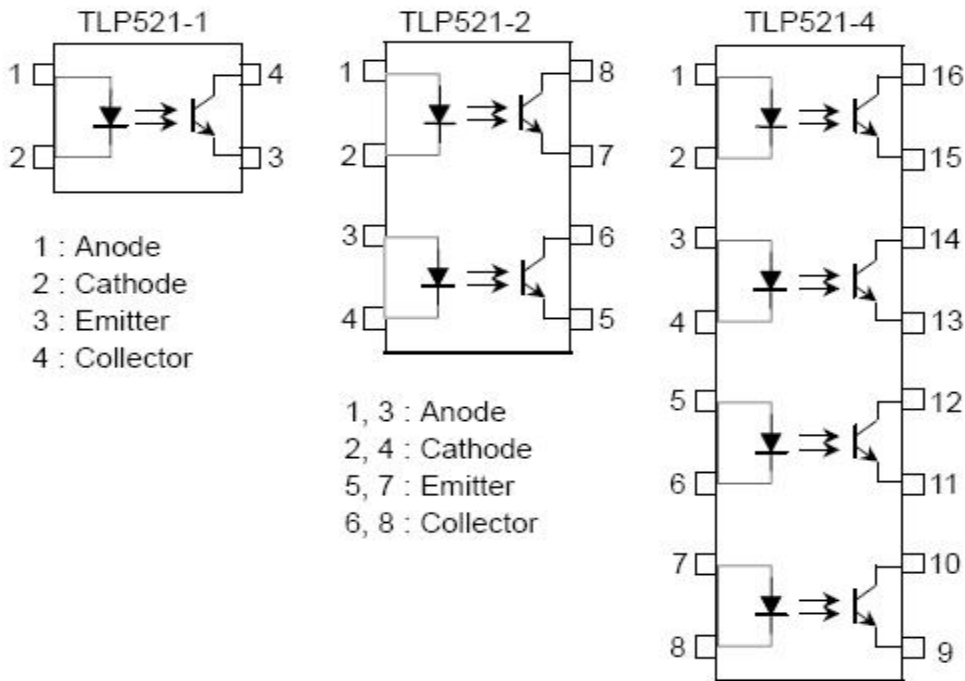 TLP521-1
1
4
2
3
1 : Anode
2 : Cathode
3 : Emitter
4 : Collector
TLP521-2
1
8
2
7
3
6
4
5
1, 3 : Anode
2, 4 : Cathode
5, 7 : Emitter
6, 8 : Collector
TLP521-4
1
16
2
15
3
14
4
13
5
12
6
11
7
10
8
9